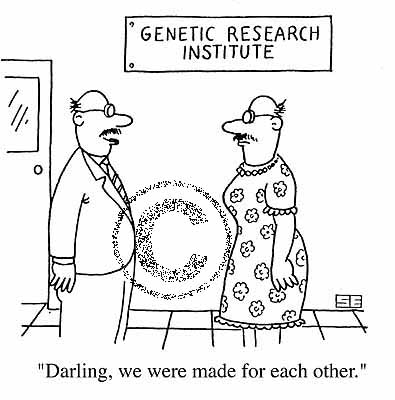 GENETIC RESEARCH
INSTITUTE
C
"Darling, we were made for each other."